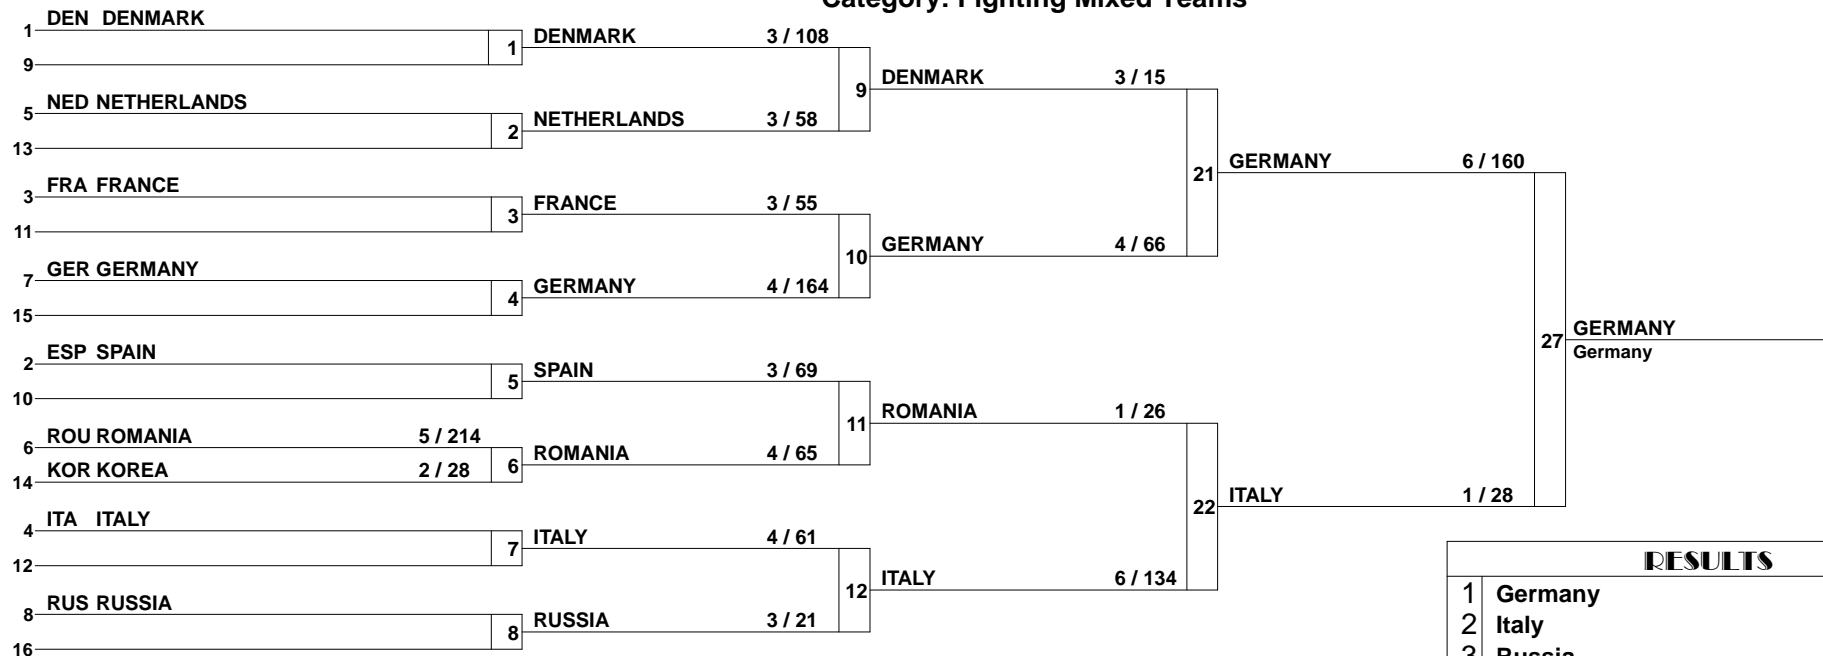 Category: Fighting Mixed Teams
DEN DENMARK
1
9
1
DENMARK 3 / 108
NED NETHERLANDS
5
13
2
NETHERLANDS 3 / 58
9
DENMARK 3 / 15
FRA FRANCE
3
11
3
FRANCE 3 / 55
GER GERMANY
7
15
4
GERMANY 4 / 164
10
GERMANY 4 / 66
21
GERMANY 6 / 160
ESP SPAIN
2
10
5
SPAIN 3 / 69
ROU ROMANIA 5 / 214
6
KOR KOREA 2 / 28
14
6
ROMANIA 4 / 65
11
ROMANIA 1 / 26
ITA ITALY
4
12
7
ITALY 4 / 61
RUS RUSSIA
8
16
8
RUSSIA 3 / 21
12
ITALY 6 / 134
22
ITALY 1 / 28
27
GERMANY
Germany
RESULTS
1 Germany
2 Italy
3 Russia